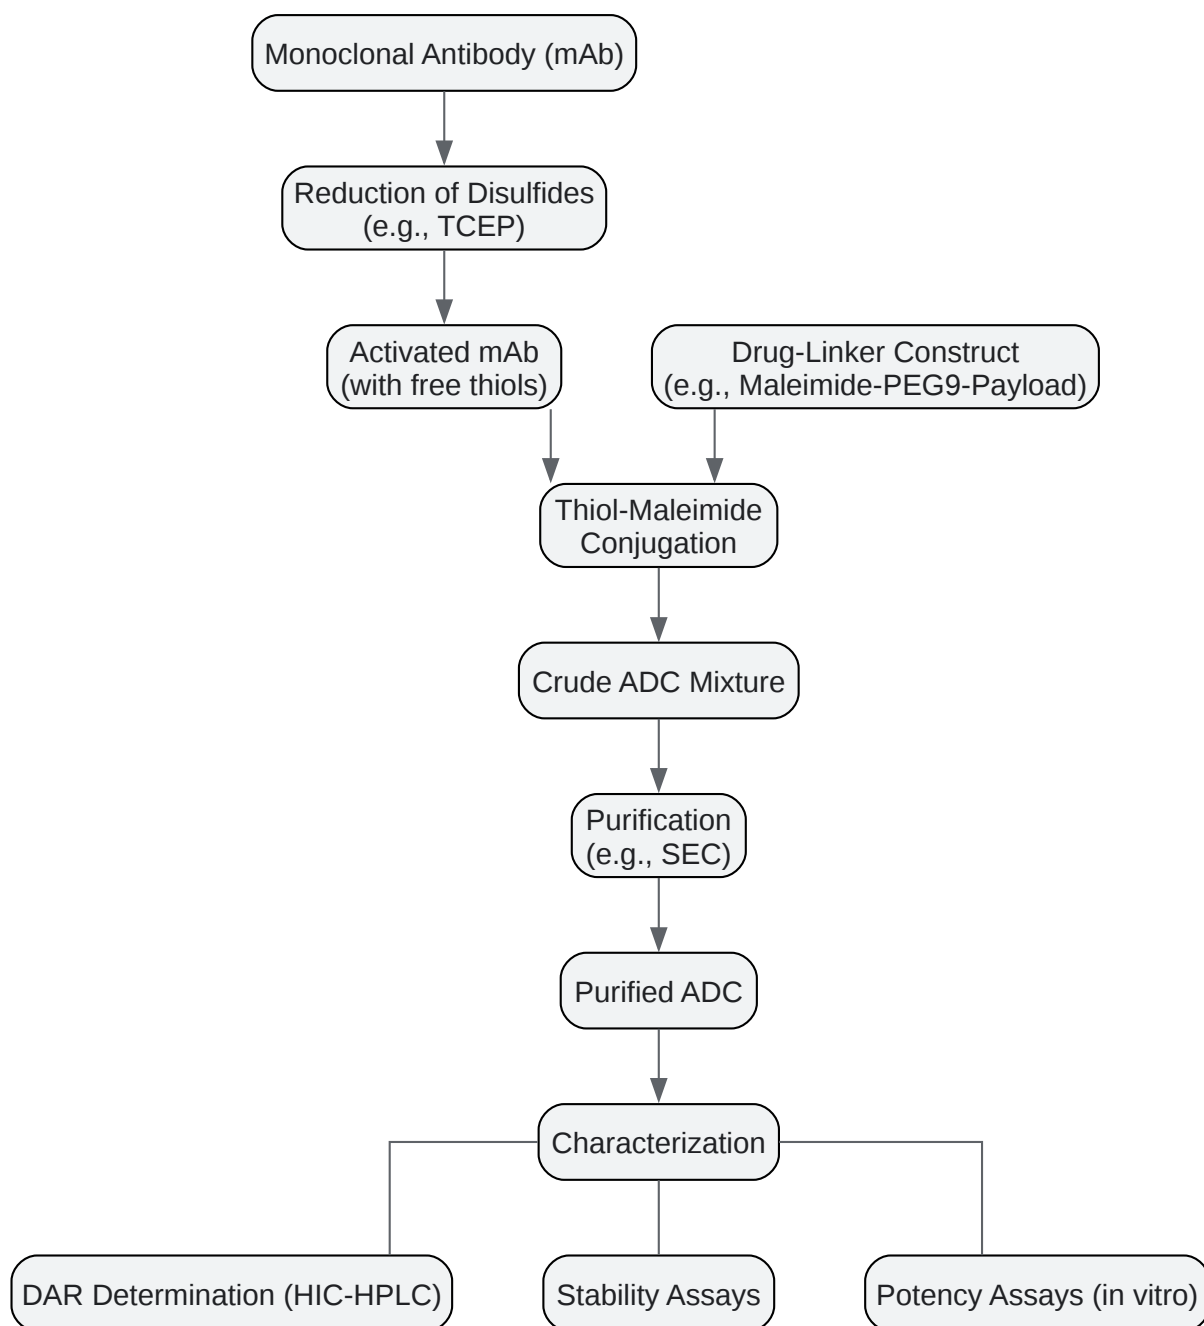 Monoclonal Antibody (mAb)
Reduction of Disulfides
(e.g., TCEP)
Activated mAb
(with free thiols)
Drug-Linker Construct
(e.g., Maleimide-PEG9-Payload)
Thiol-Maleimide
Conjugation
Crude ADC Mixture
Purification
(e.g., SEC)
Purified ADC
Characterization
DAR Determination (HIC-HPLC)
Stability Assays
Potency Assays (in vitro)